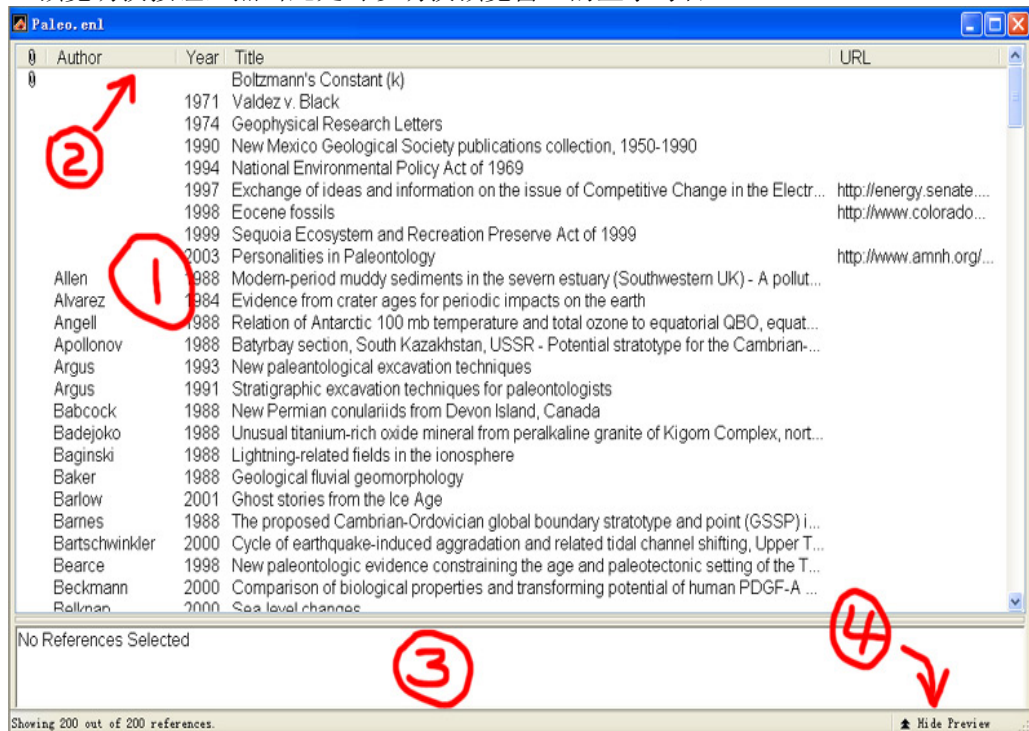 Paleo.enl
Author Year Title URL
Boltzmann's Constant (k)
1971 Valdez v. Black
1974 Geophysical Research Letters
1990 New Mexico Geological Society publications collection, 1950-1990
1994 National Environmental Policy Act of 1969
1997 Exchange of ideas and information on the issue of Competitive Change in the Electr... http://energy.senate....
1998 Eocene fossils http://www.colorado...
1999 Sequoia Ecosystem and Recreation Preserve Act of 1999
2003 Personalities in Paleontology http://www.amnh.org/...
Allen 1988 Modern-period muddy sediments in the severn estuary (Southwestern UK) - A pollut...
Alvarez 1984 Evidence from crater ages for periodic impacts on the earth
Angell 1988 Relation of Antarctic 100 mb temperature and total ozone to equatorial QBO, equat...
Apollonov 1988 Batyrbay section, South Kazakhstan, USSR - Potential stratotype for the Cambrian-...
Argus 1993 New paleantological excavation techniques
Argus 1991 Stratigraphic excavation techniques for paleontologists
Babcock 1988 New Permian conulariids from Devon Island, Canada
Badejoko 1988 Unusual titanium-rich oxide mineral from peralkaline granite of Kigom Complex, nort...
Baginski 1988 Lightning-related fields in the ionosphere
Baker 1988 Geological fluvial geomorphology
Barlow 2001 Ghost stories from the Ice Age
Barnes 1988 The proposed Cambrian-Ordovician global boundary stratotype and point (GSSP) i...
Bartschwinkler 2000 Cycle of earthquake-induced aggradation and related tidal channel shifting, Upper T...
Bearce 1998 New paleontologic evidence constraining the age and paleotectonic setting of the T...
Beckmann 2000 Comparison of biological properties and transforming potential of human PDGF-A ...
Belknap 2000 Sea level changes
No References Selected
Showing 200 out of 200 references. Hide Preview
1
2
3
4